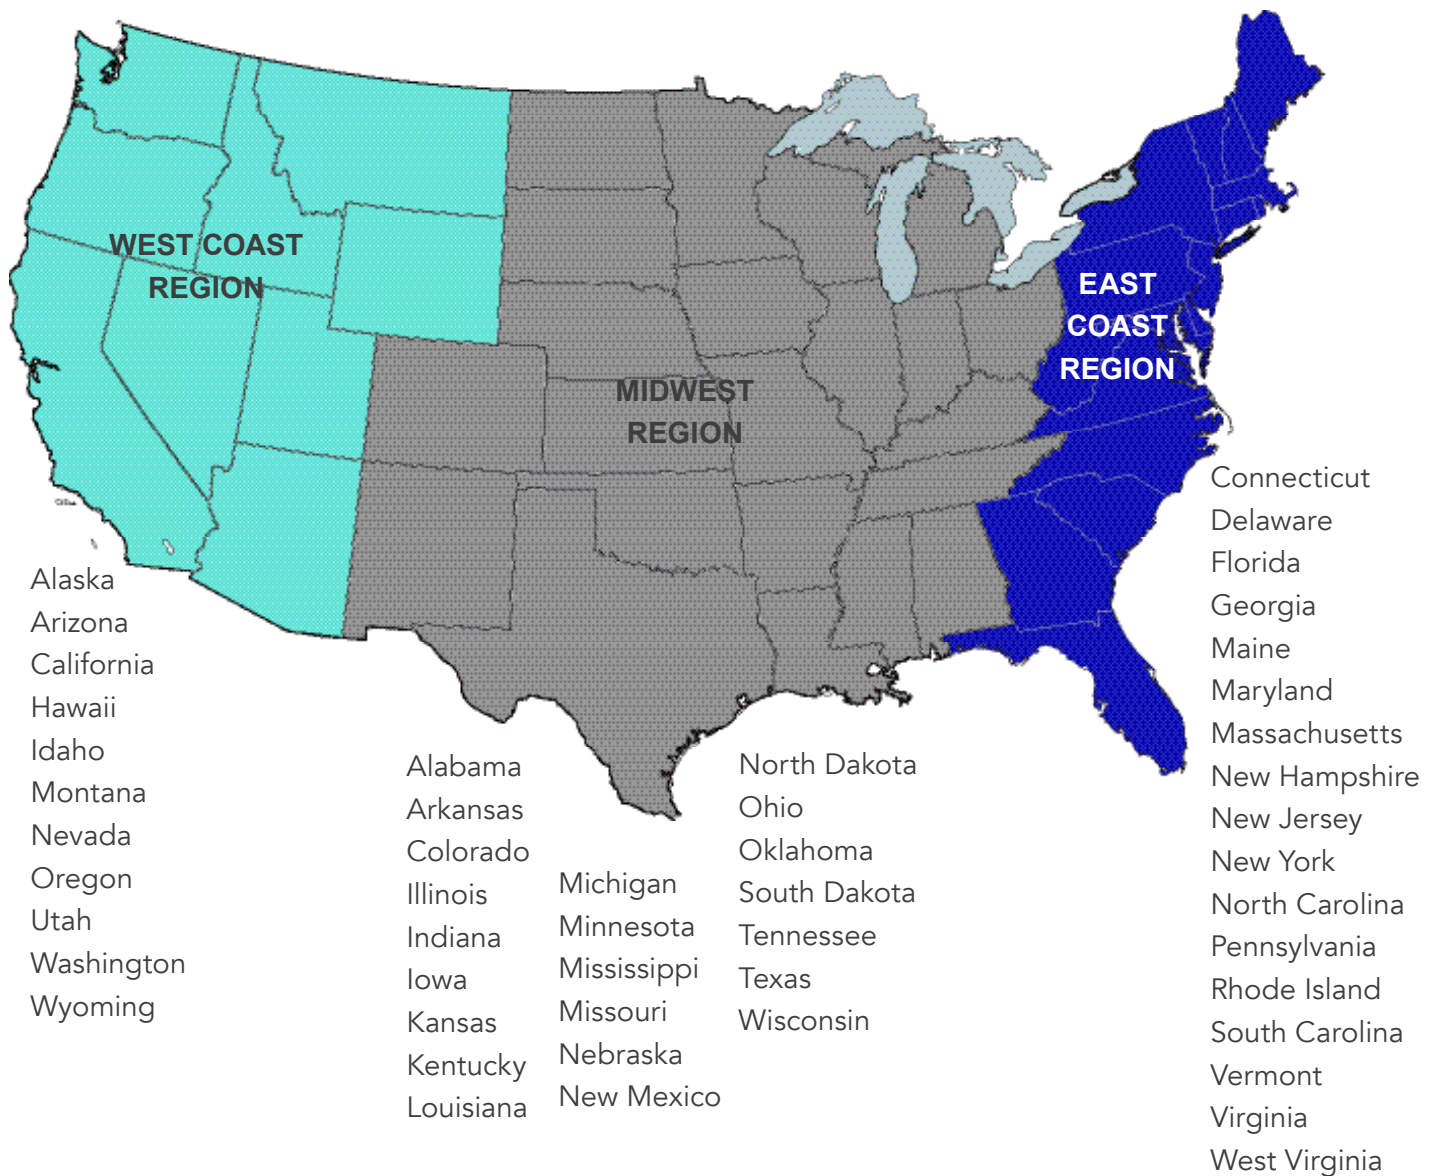 WEST COAST
REGION
MIDWEST
REGION
EAST
COAST
REGION
Alaska
Arizona
California
Hawaii
Idaho
Montana
Nevada
Oregon
Utah
Washington
Wyoming
Alabama
Arkansas
Colorado
Illinois
Indiana
Iowa
Kansas
Kentucky
Louisiana
Michigan
Minnesota
Mississippi
Missouri
Nebraska
New Mexico
North Dakota
Ohio
Oklahoma
South Dakota
Tennessee
Texas
Wisconsin
Connecticut
Delaware
Florida
Georgia
Maine
Maryland
Massachusetts
New Hampshire
New Jersey
New York
North Carolina
Pennsylvania
Rhode Island
South Carolina
Vermont
Virginia
West Virginia